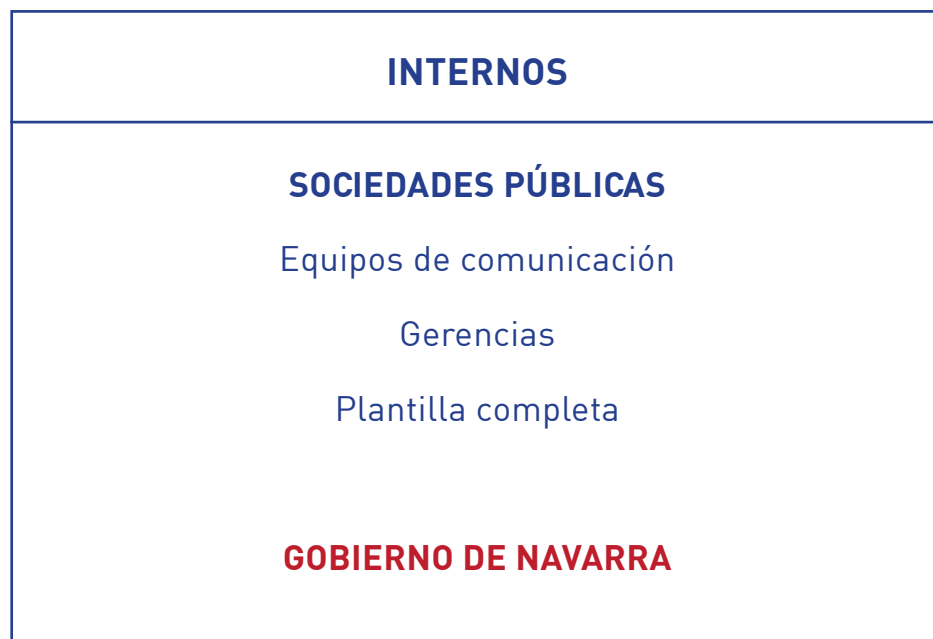 INTERNOS
SOCIEDADES PÚBLICAS
Equipos de comunicación
Gerencias
Plantilla completa
GOBIERNO DE NAVARRA